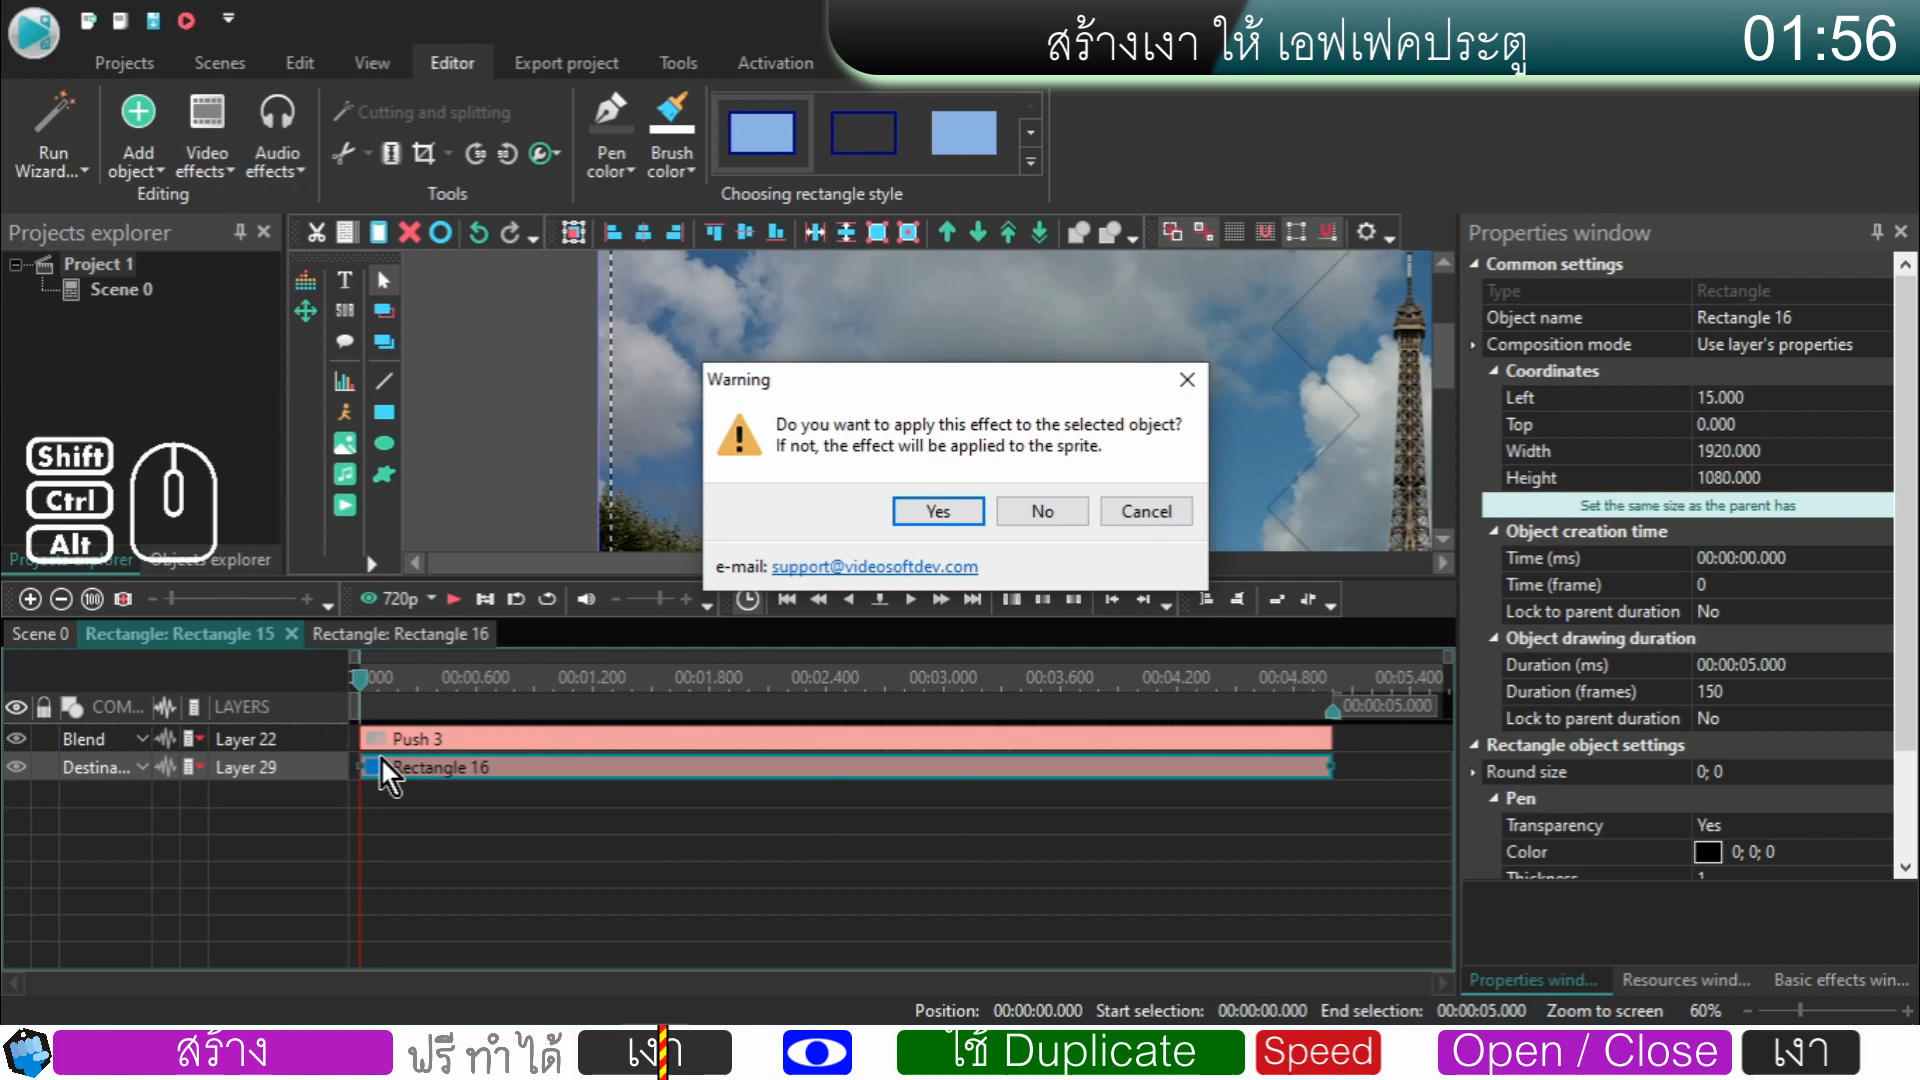 สร้างเงา ให้ เอฟเฟคประตู
01:56
Projects
Scenes
Edit
View
Editor
Export project
Tools
Activation
Run
Wizard...
Add
object
Video
effects
Audio
effects
Editing
Cutting and splitting
Tools
Pen
color
Brush
color
Choosing rectangle style
Projects explorer
Project 1
Scene 0
Shift
Ctrl
Alt
Projects explorer
Objects explorer
T
SUB
Warning
Do you want to apply this effect to the selected object?
If not, the effect will be applied to the sprite.
Yes
No
Cancel
e-mail: support@videosoftdev.com
Properties window
Common settings
Type Rectangle
Object name Rectangle 16
Composition mode Use layer's properties
Coordinates
Left 15.000
Top 0.000
Width 1920.000
Height 1080.000
Set the same size as the parent has
Object creation time
Time (ms) 00:00:00.000
Time (frame) 0
Lock to parent duration No
Object drawing duration
Duration (ms) 00:00:05.000
Duration (frames) 150
Lock to parent duration No
Rectangle object settings
Round size 0; 0
Pen
Transparency Yes
Color 0; 0; 0
Thickness 1
Properties wind...
Resources wind...
Basic effects win...
100
720p
Scene 0
Rectangle: Rectangle 15
Rectangle: Rectangle 16
000 00:00.600 00:01.200 00:01.800 00:02.400 00:03.000 00:03.600 00:04.200 00:04.800 00:05.400
COM... LAYERS
00:00:05.000
Blend Layer 22 Push 3
Destina... Layer 29 Rectangle 16
Position: 00:00:00.000 Start selection: 00:00:00.000 End selection: 00:00:05.000 Zoom to screen 60%
สร้าง ฟรี ทำได้ เงา ใช้ Duplicate Speed Open / Close เงา